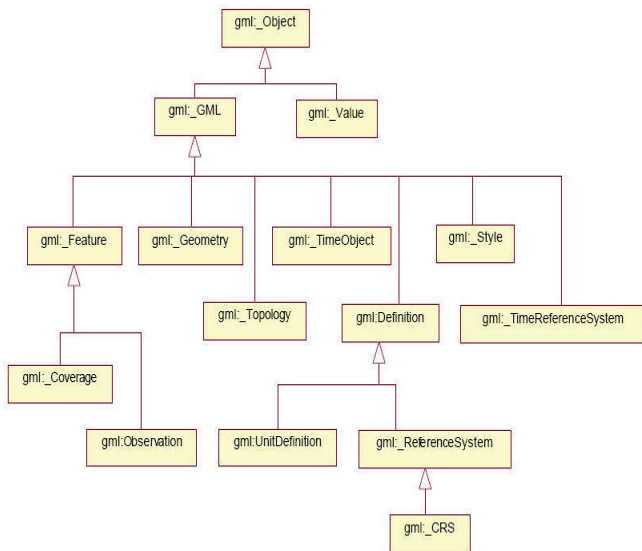 gml:_Object
gml:_GML
gml:_Value
gml:_Feature
gml:_Geometry
gml:_TimeObject
gml:_Style
gml:_Topology
gml:Definition
gml:_TimeReferenceSystem
gml:_Coverage
gml:Observation
gml:UnitDefinition
gml:_ReferenceSystem
gml:_CRS